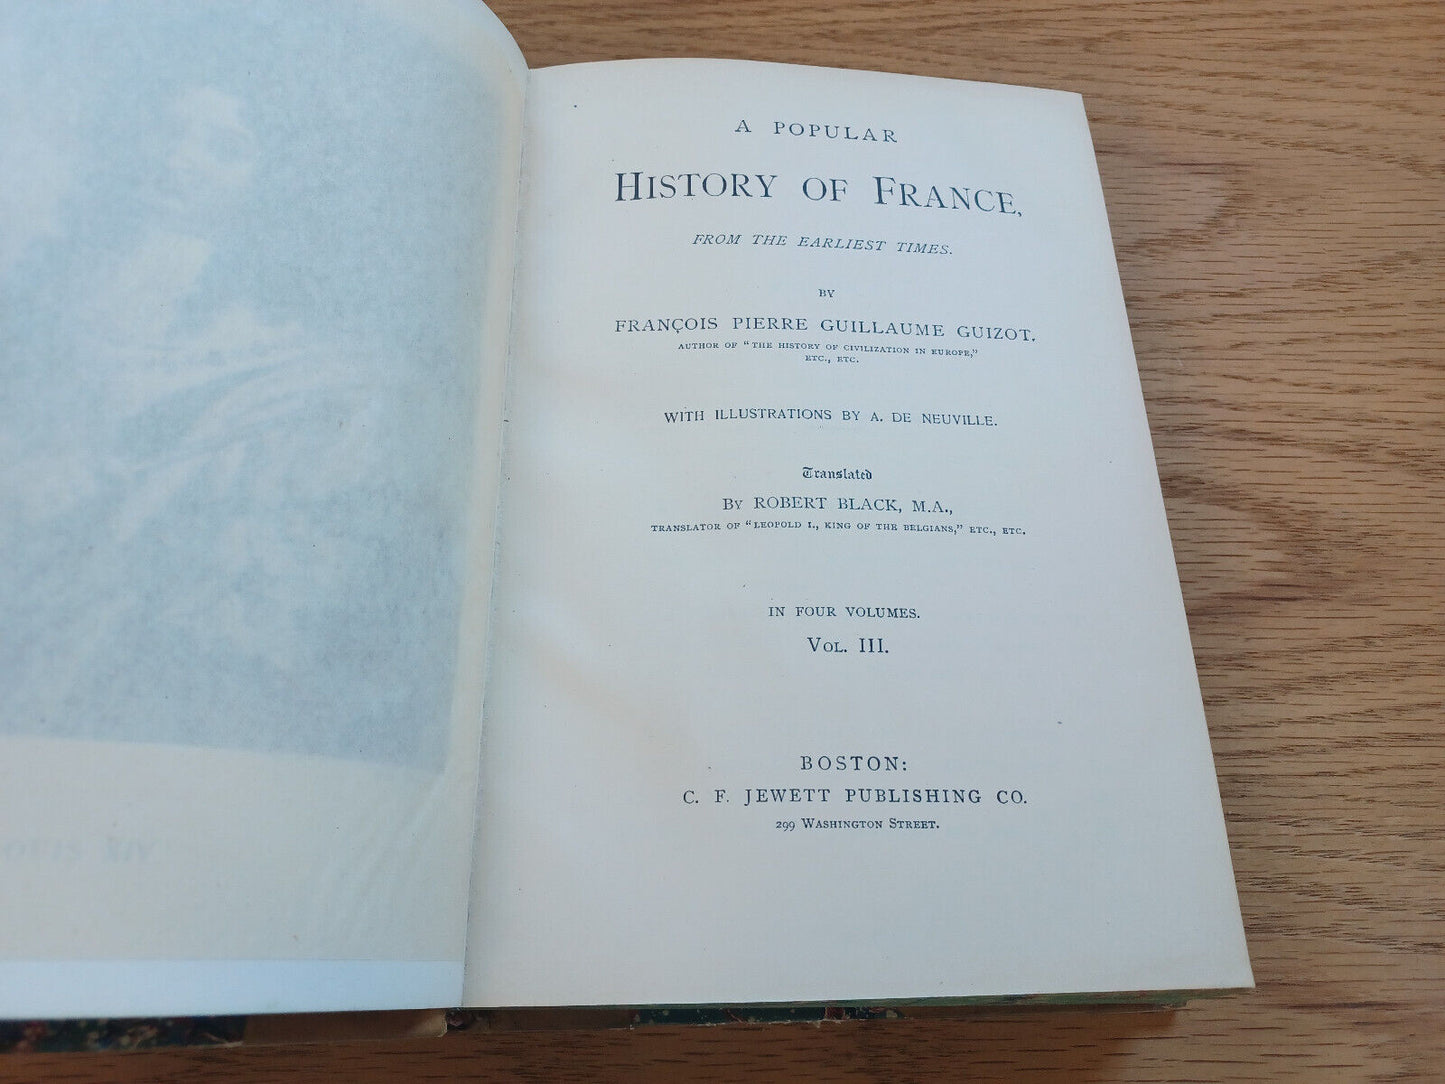 A POPULAR
HISTORY OF FRANCE,
FROM THE EARLIEST TIMES.
BY
FRANÇOIS PIERRE GUILLAUME GUIZOT,
AUTHOR OF "THE HISTORY OF CIVILIZATION IN EUROPE,"
ETC., ETC.
WITH ILLUSTRATIONS BY A. DE NEUVILLE.
Translated
BY ROBERT BLACK, M.A.,
TRANSLATOR OF "LEOPOLD I., KING OF THE BELGIANS," ETC., ETC.
IN FOUR VOLUMES.
VOL. III.
BOSTON:
C. F. JEWETT PUBLISHING CO.
299 WASHINGTON STREET.